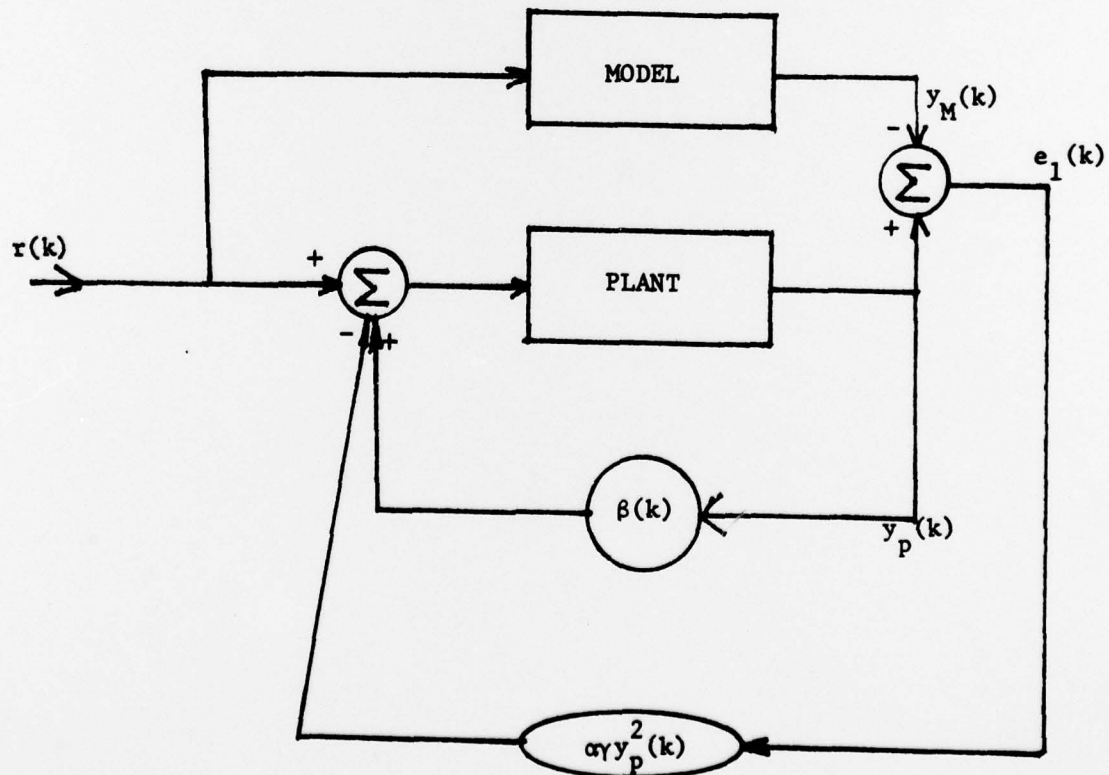 MODEL
y_M(k)
-
Σ
e_1(k)
+
r(k)
+
Σ
PLANT
-
+
β(k)
y_p(k)
αγy_p^2(k)